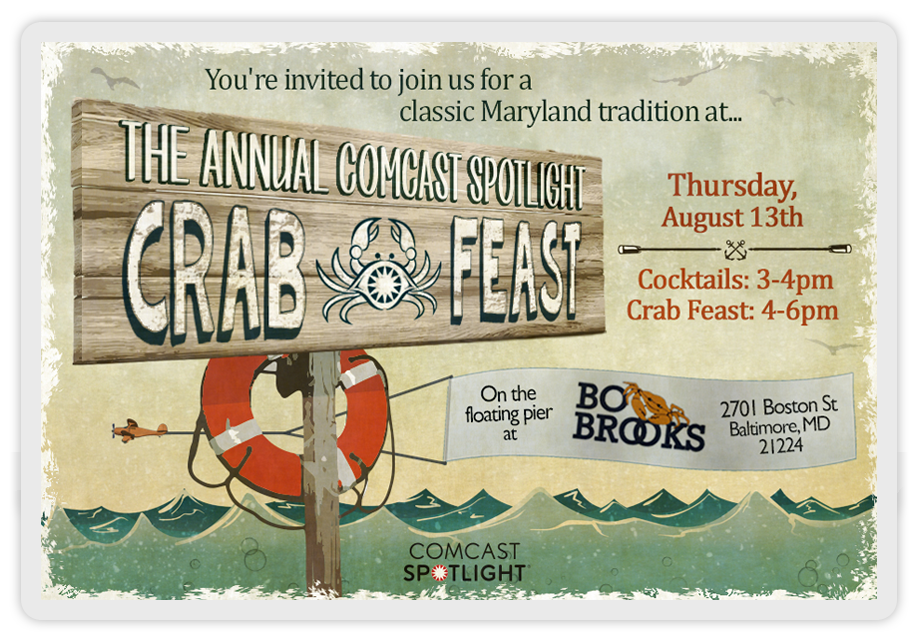 You're invited to join us for a
classic Maryland tradition at...
THE ANNUAL COMCAST SPOTLIGHT
CRAB FEAST
Thursday,
August 13th
Cocktails: 3-4pm
Crab Feast: 4-6pm
On the
floating pier
at
BO
BROOKS
2701 Boston St
Baltimore, MD
21224
COMCAST
SPOTLIGHT